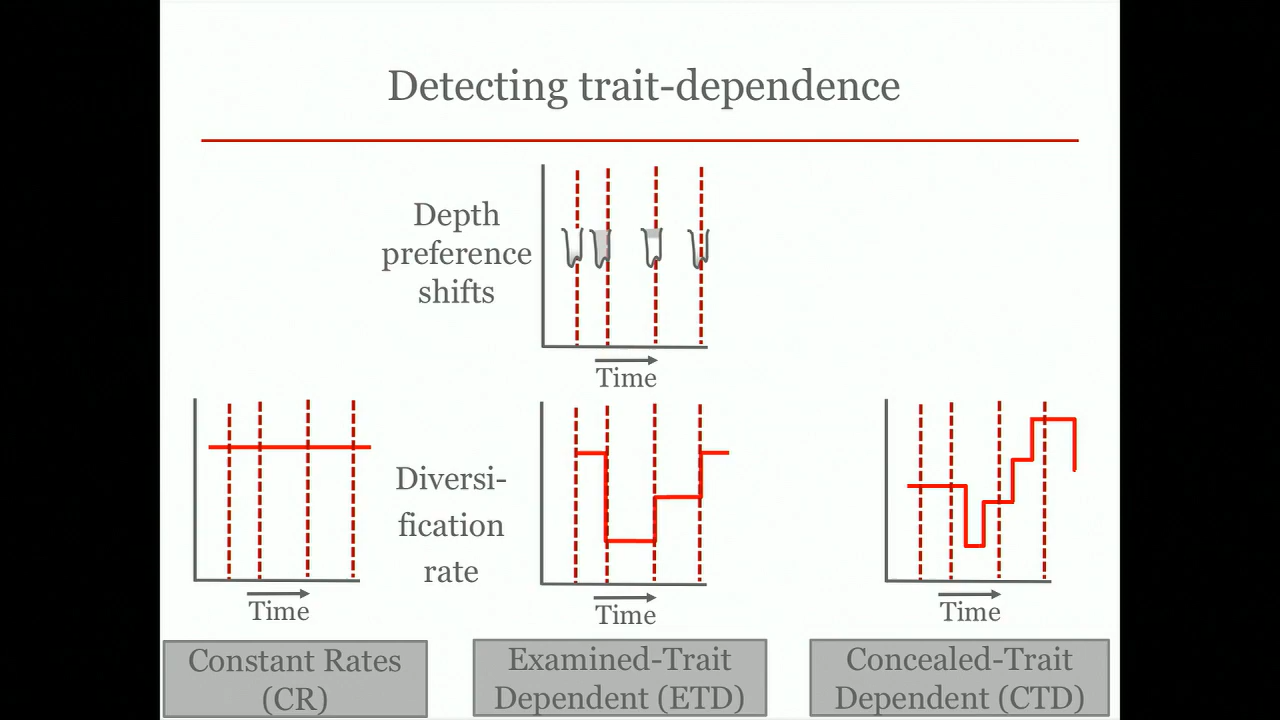 Detecting trait-dependence
Depth
preference
shifts
Time
Diversi-
fication
rate
Time
Time
Time
Constant Rates
(CR)
Examined-Trait
Dependent (ETD)
Concealed-Trait
Dependent (CTD)